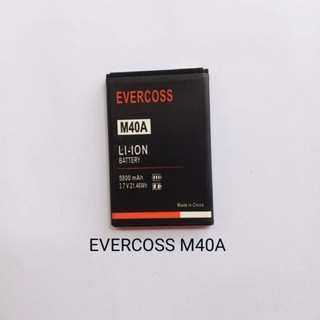 EVERCOSS
M40A
LI-ION
BATTERY
5800 mAh
3.7 V 21.46Wh
Made in China
EVERCOSS M40A